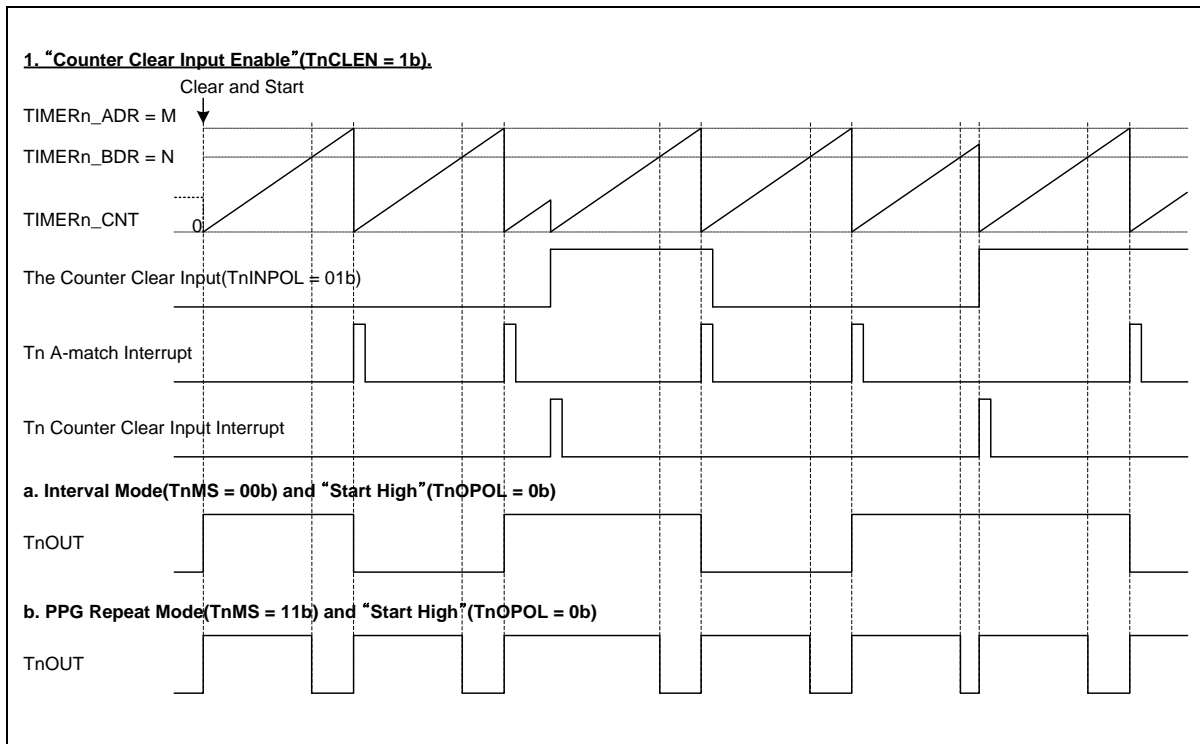 1. “Counter Clear Input Enable”(TnCLEN = 1b).
Clear and Start
TIMERn_ADR = M
TIMERn_BDR = N
TIMERn_CNT
0
The Counter Clear Input(TnINPOL = 01b)
Tn A-match Interrupt
Tn Counter Clear Input Interrupt
a. Interval Mode(TnMS = 00b) and “Start High”(TnOPOL = 0b)
TnOUT
b. PPG Repeat Mode(TnMS = 11b) and “Start High”(TnOPOL = 0b)
TnOUT